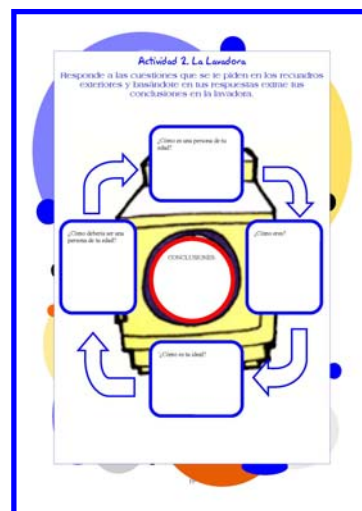 Actividad 2. La Lavadora
Responde a las cuestiones que se te piden en los recuadros
exteriores y basándote en tus respuestas extrae tus
conclusiones en la lavadora.
¿Cómo es una persona de tu
edad?
¿Cómo debería ser una
persona de tu edad?
¿Cómo eres?
CONCLUSIONES:
¿Cómo es tu ideal?